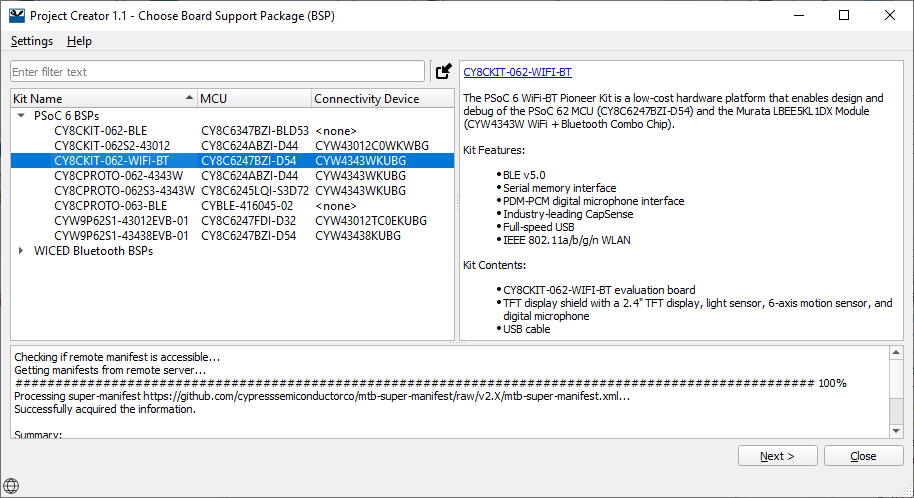 Project Creator 1.1 - Choose Board Support Package (BSP)
Settings Help
Enter filter text
Kit Name MCU Connectivity Device
PSoC 6 BSPs
CY8CKIT-062-BLE CY8C6347BZI-BLD53 <none>
CY8CKIT-062S2-43012 CY8C624ABZI-D44 CYW43012C0WKWBG
CY8CKIT-062-WIFI-BT CY8C6247BZI-D54 CYW4343WKUBG
CY8CPROTO-062-4343W CY8C624ABZI-D44 CYW4343WKUBG
CY8CPROTO-062S3-4343W CY8C6245LQI-S3D72 CYW4343WKUBG
CY8CPROTO-063-BLE CYBLE-416045-02 <none>
CYW9P62S1-43012EVB-01 CY8C6247FDI-D32 CYW43012TC0EKUBG
CYW9P62S1-43438EVB-01 CY8C6247BZI-D54 CYW43438KUBG
WICED Bluetooth BSPs
CY8CKIT-062-WIFI-BT
The PSoC 6 WiFi-BT Pioneer Kit is a low-cost hardware platform that enables design and
debug of the PSoC 62 MCU (CY8C6247BZI-D54) and the Murata LBEE5KL1DX Module
(CYW4343W WiFi + Bluetooth Combo Chip).
Kit Features:
• BLE v5.0
• Serial memory interface
• PDM-PCM digital microphone interface
• Industry-leading CapSense
• Full-speed USB
• IEEE 802.11a/b/g/n WLAN
Kit Contents:
• CY8CKIT-062-WIFI-BT evaluation board
• TFT display shield with a 2.4" TFT display, light sensor, 6-axis motion sensor, and
digital microphone
• USB cable
Checking if remote manifest is accessible...
Getting manifests from remote server...
#################################################################################################### 100%
Processing super-manifest https://github.com/cypresssemiconductorco/mtb-super-manifest/raw/v2.X/mtb-super-manifest.xml...
Successfully acquired the information.
Summary:
Next > Close